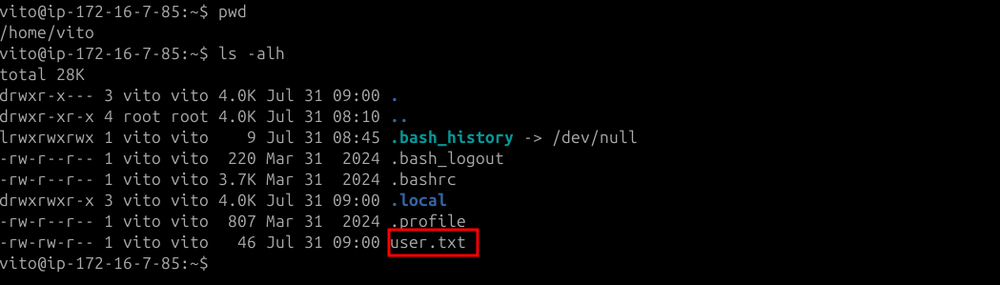 vito@ip-172-16-7-85:~$ pwd
/home/vito
vito@ip-172-16-7-85:~$ ls -alh
total 28K
drwxr-x--- 3 vito vito 4.0K Jul 31 09:00 .
drwxr-xr-x 4 root root 4.0K Jul 31 08:10 ..
lrwxrwxrwx 1 vito vito    9 Jul 31 08:45 .bash_history -> /dev/null
-rw-r--r-- 1 vito vito  220 Mar 31  2024 .bash_logout
-rw-r--r-- 1 vito vito 3.7K Mar 31  2024 .bashrc
drwxrwxr-x 3 vito vito 4.0K Jul 31 09:00 .local
-rw-r--r-- 1 vito vito  807 Mar 31  2024 .profile
-rw-rw-r-- 1 vito vito   46 Jul 31 09:00 user.txt
vito@ip-172-16-7-85:~$